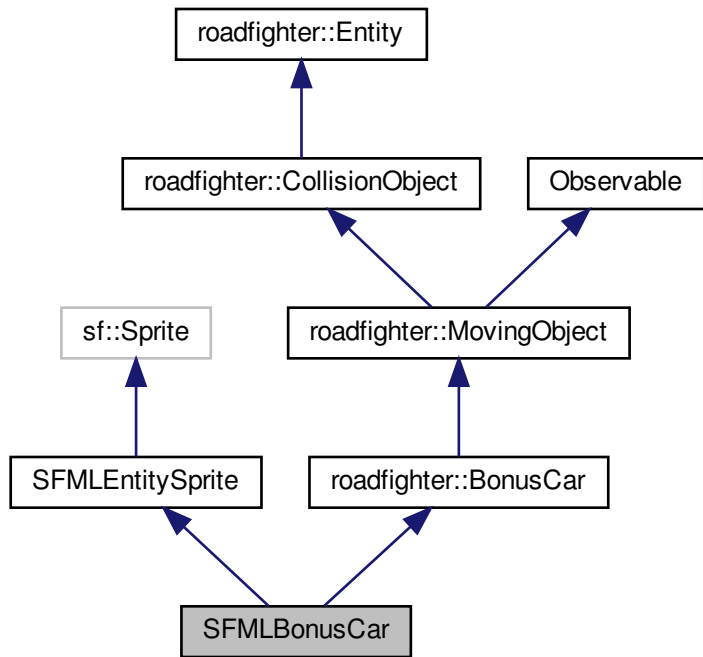 roadfighter::Entity
roadfighter::CollisionObject
Observable
sf::Sprite
roadfighter::MovingObject
SFMLEntitySprite
roadfighter::BonusCar
SFMLBonusCar